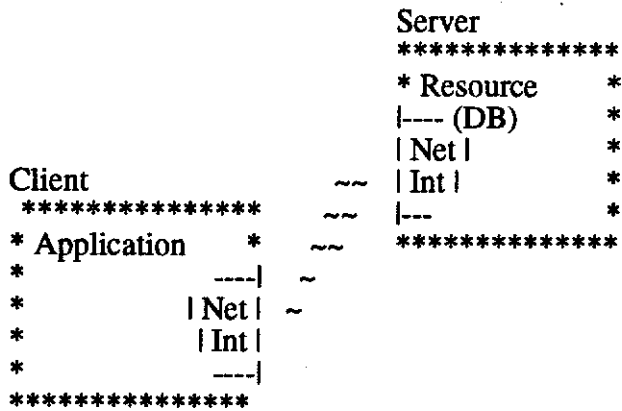 Server
**************
* Resource *
|---- (DB) *
| Net | *
Client ~~ | Int | *
*************** ~~ |--- *
* Application * ~~ **************
* ----| ~
* | Net | ~
* | Int |
* ----|
***************